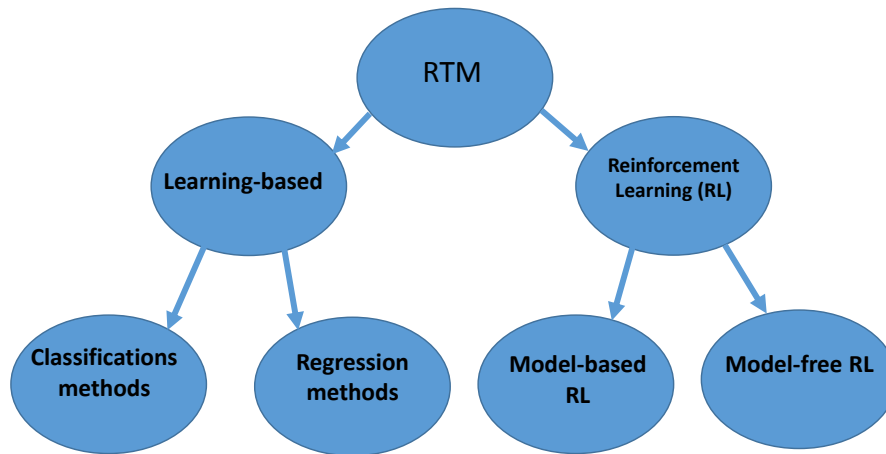 RTM
Learning-based
Reinforcement
Learning (RL)
Classifications
methods
Regression
methods
Model-based
RL
Model-free RL